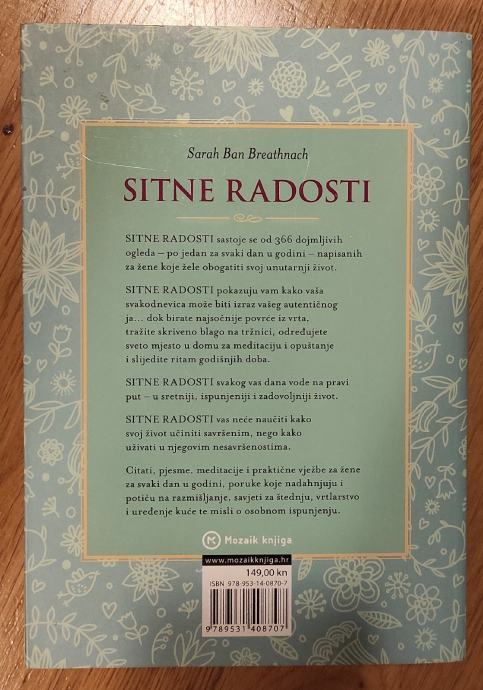 Sarah Ban Breathnach
SITNE RADOSTI
SITNE RADOSTI sastoje se od 366 dojmljivih
ogleda – po jedan za svaki dan u godini – napisanih
za žene koje žele obogatiti svoj unutarnji život.
SITNE RADOSTI pokazuju vam kako vaša
svakodnevica može biti izraz vašeg autentičnog
ja... dok birate najsočnije povrće iz vrta,
tražite skriveno blago na tržnici, određujete
sveto mjesto u domu za meditaciju i opuštanje
i slijedite ritam godišnjih doba.
SITNE RADOSTI svakog vas dana vode na pravi
put – u sretniji, ispunjeniji i zadovoljniji život.
SITNE RADOSTI vas neće naučiti kako
svoj život učiniti savršenim, nego kako
uživati u njegovim nesavršenostima.
Citati, pjesme, meditacije i praktične vježbe za žene
za svaki dan u godini, poruke koje nadahnjuju i
potiču na razmišljanje, savjeti za štednju, vrtlarstvo
i uređenje kuće te misli o osobnom ispunjenju.
Mozaik knjiga
www.mozaikknjiga.hr
149,00 kn
ISBN 978-953-14-0870-7
9789531408707